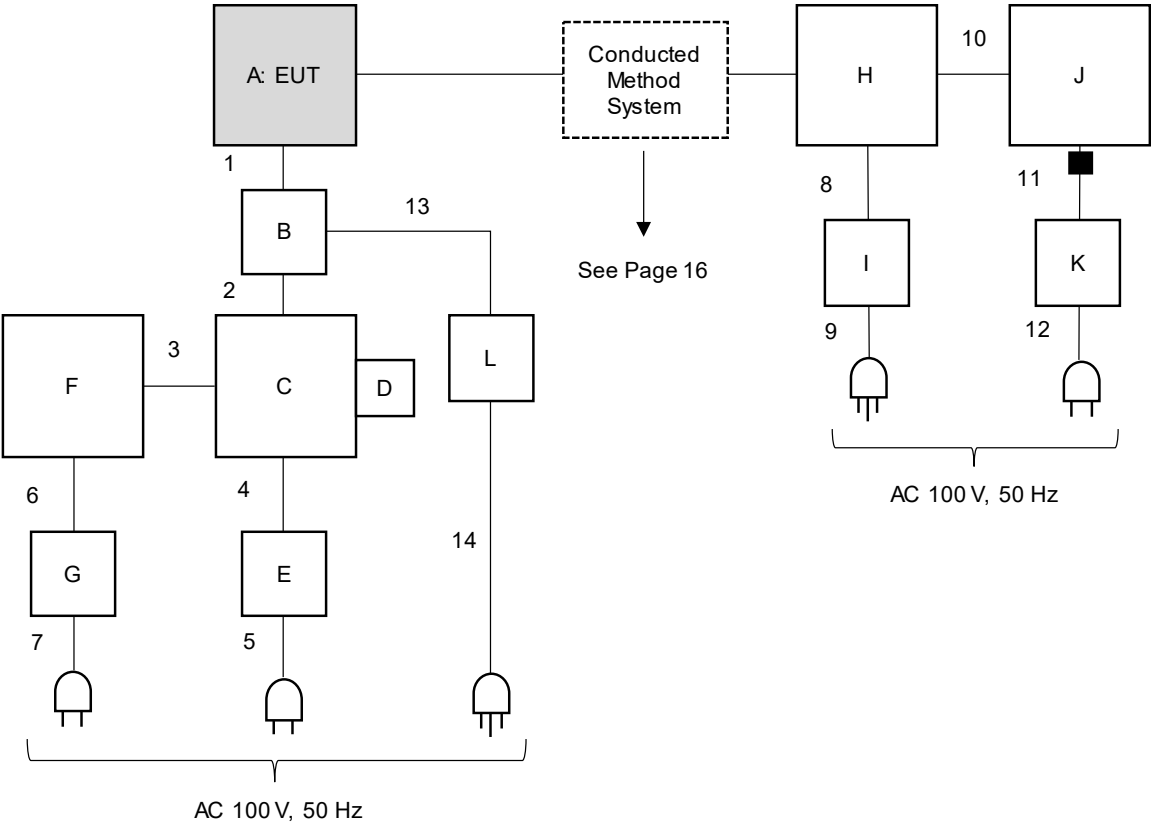 A: EUT
Conducted
Method
System
H
10
J
1
8
11
13
B
I
K
See Page 16
2
9
12
3
L
F
C
D
AC 100 V, 50 Hz
6
4
14
G
E
7
5
AC 100 V, 50 Hz